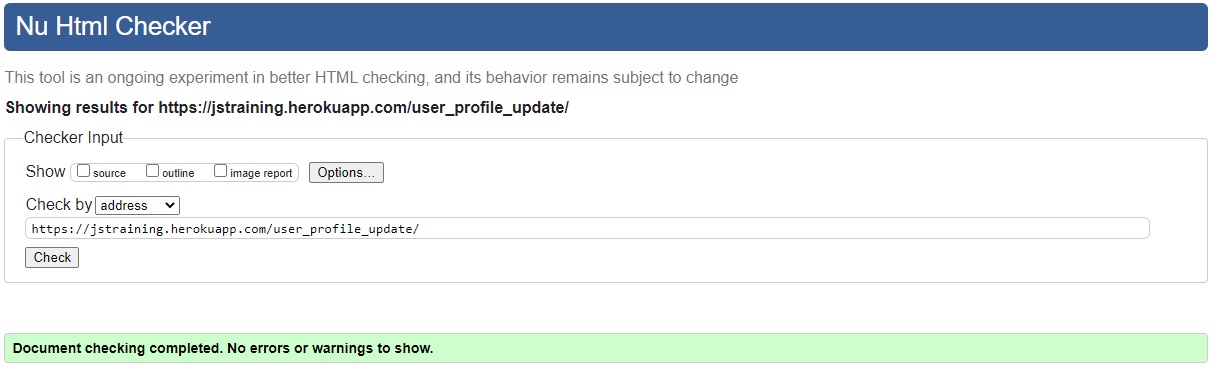 Nu Html Checker
This tool is an ongoing experiment in better HTML checking, and its behavior remains subject to change
Showing results for https://jstraining.herokuapp.com/user_profile_update/
Checker Input
Show source outline image report Options...
Check by address
https://jstraining.herokuapp.com/user_profile_update/
Check
Document checking completed. No errors or warnings to show.